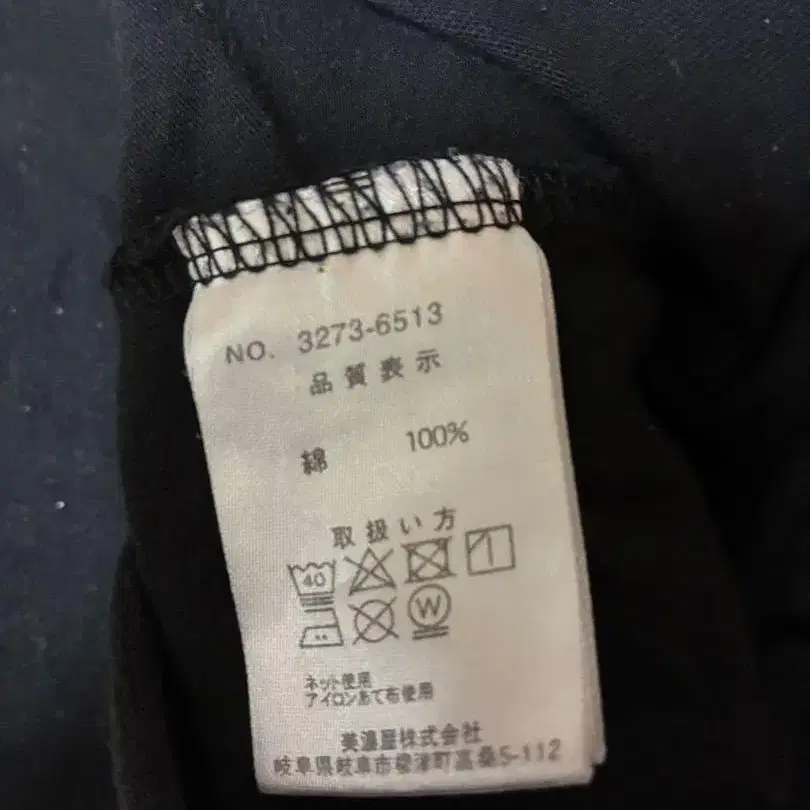 NO. 3273-6513
品質表示
綿 100%
取扱い方
40
W
ネット使用
アイロンあて布使用
美濃屋株式会社
岐阜県岐阜市柳津町高桑5-112